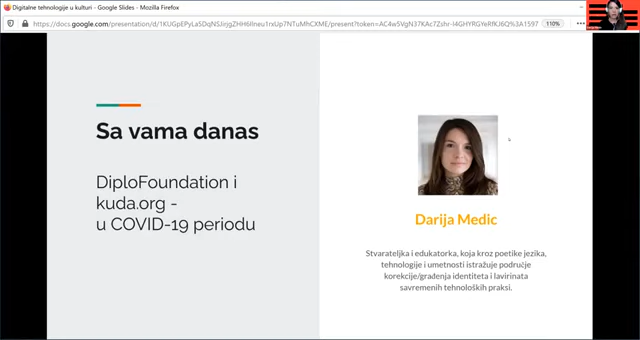 Digitalne tehnologije u kulturi - Google Slides - Mozilla Firefox
110%
Sa vama danas
DiploFoundation i
kuda.org -
u COVID-19 periodu
Darija Medic
Stvarateljka i edukatorka, koja kroz poetike jezika,
tehnologije i umetnosti istražuje područje
korekcije/građenja identiteta i lavirinata
savremenih tehnoloških praksi.